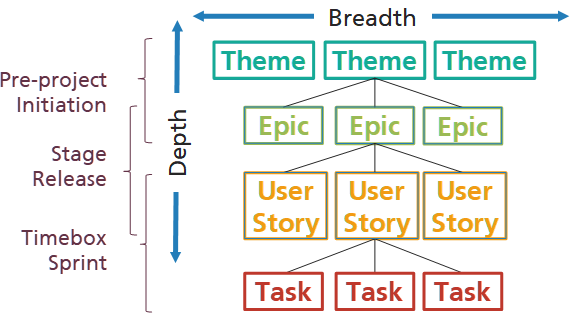 Breadth
Depth
Pre-project
Initiation
Stage
Release
Timebox
Sprint
Theme Theme Theme
Epic Epic Epic
User User User
Story Story Story
Task Task Task